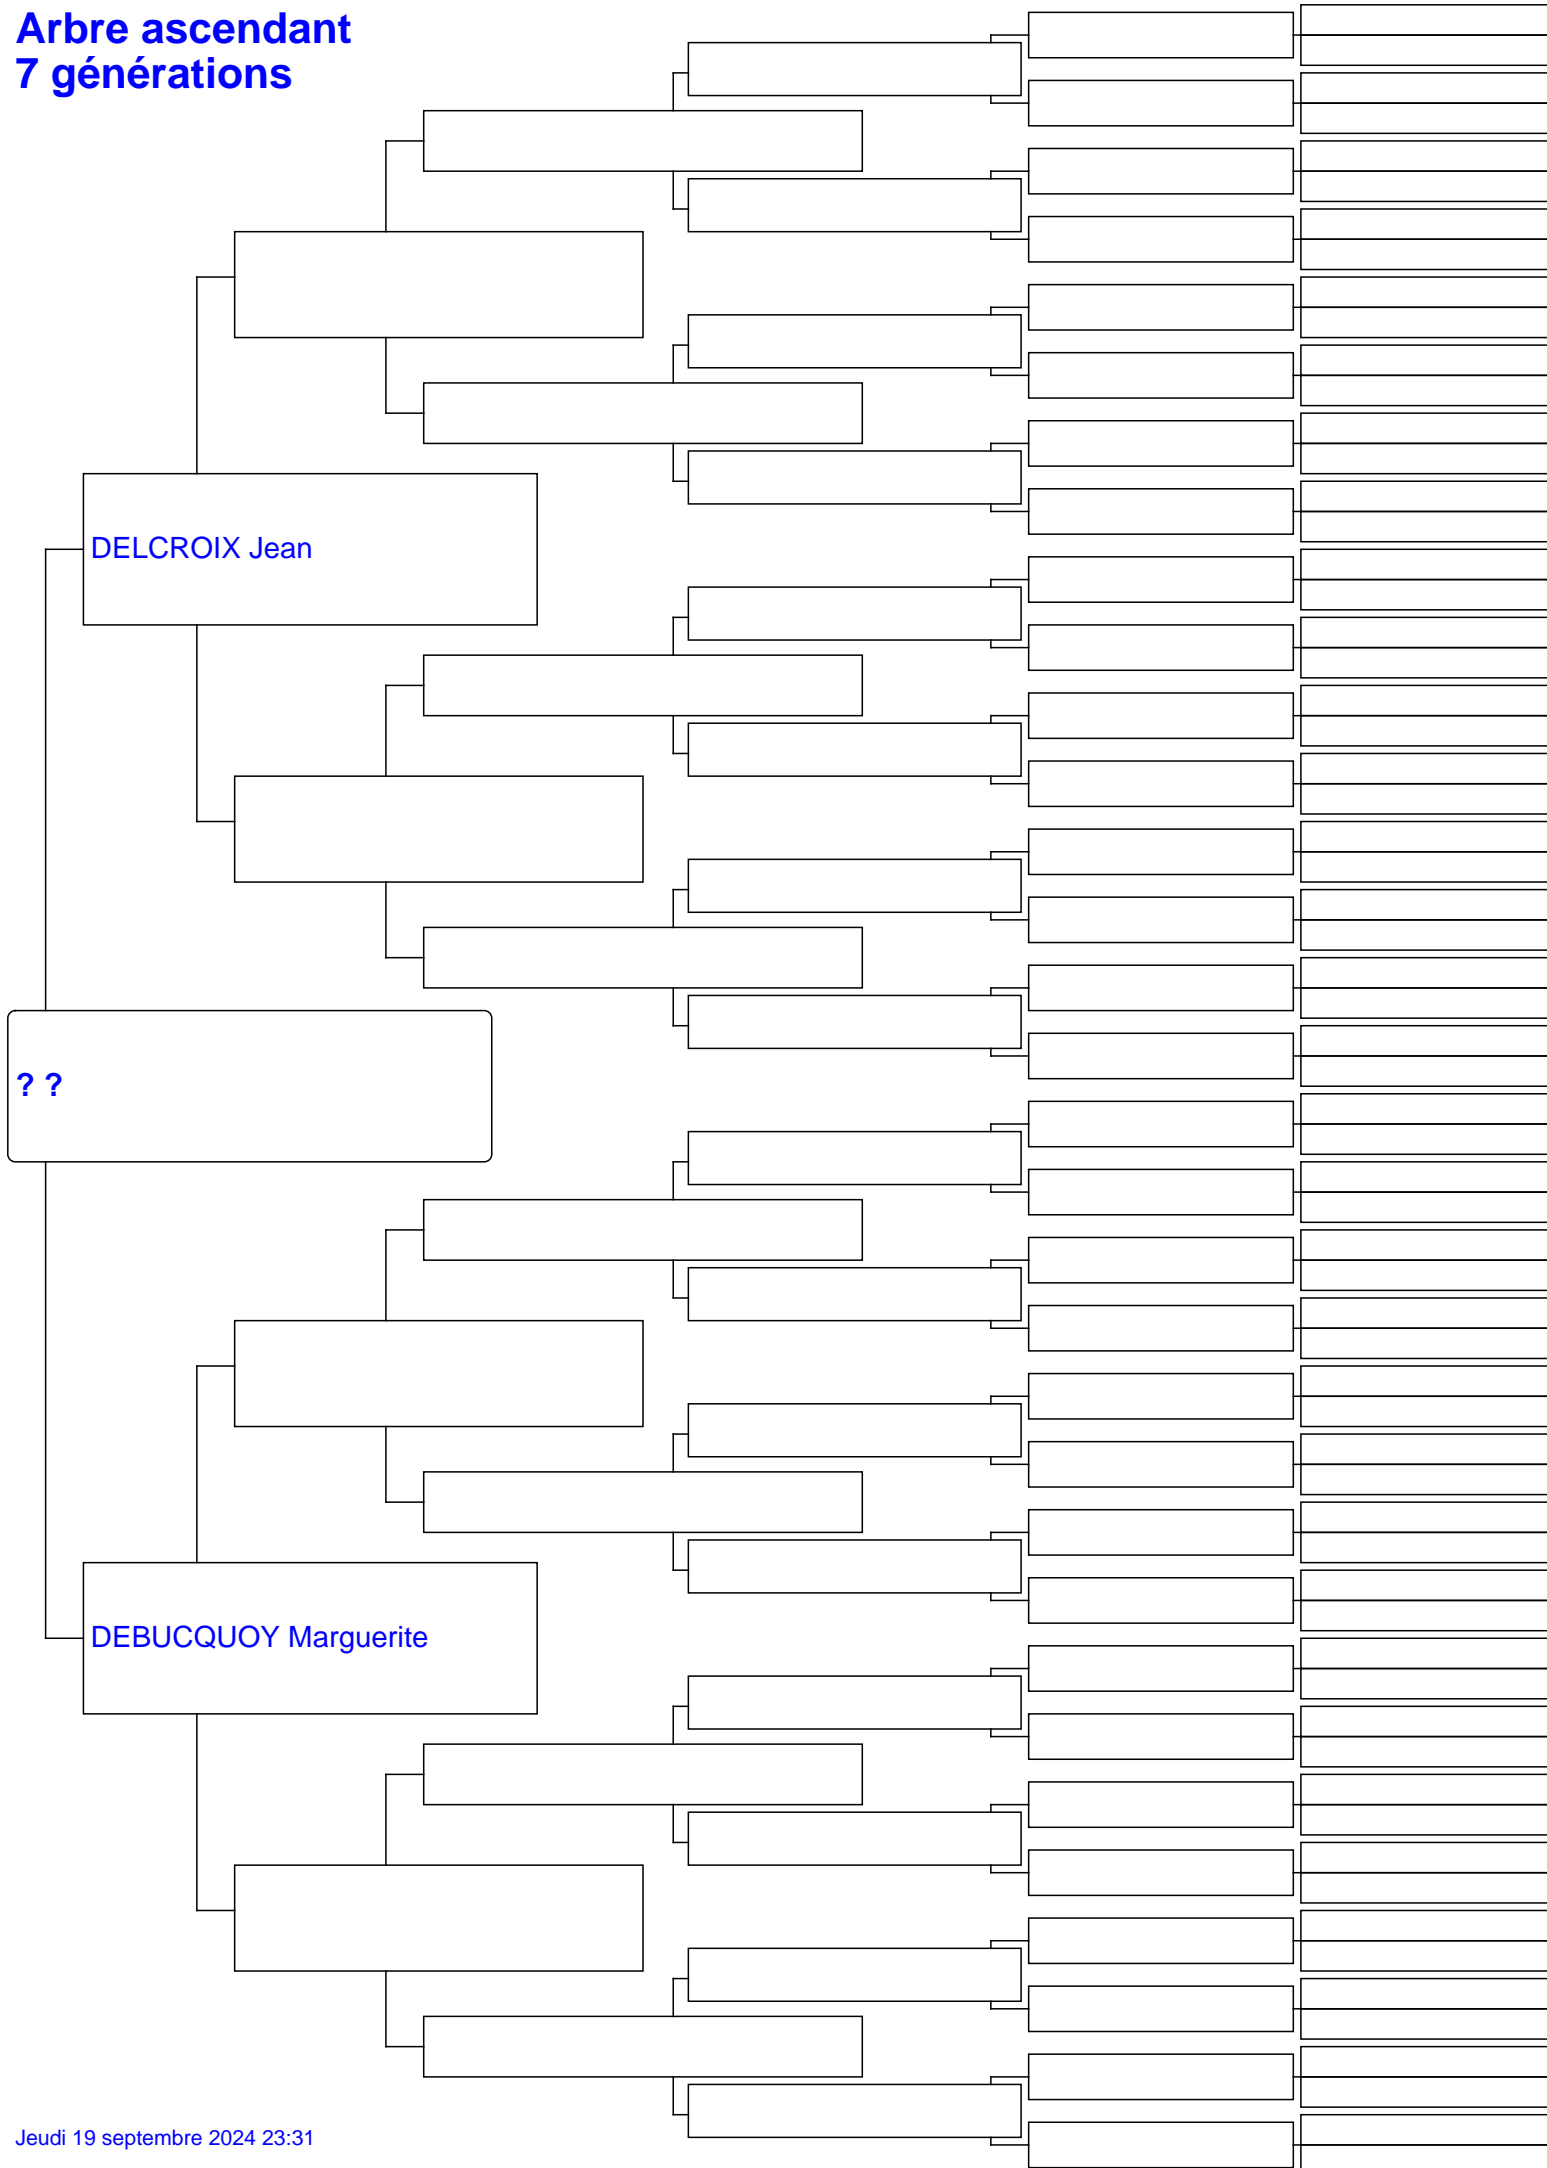 Arbre ascendant
7 générations
DELCROIX Jean
? ?
DEBUCQUOY Marguerite
Jeudi 19 septembre 2024 23:31